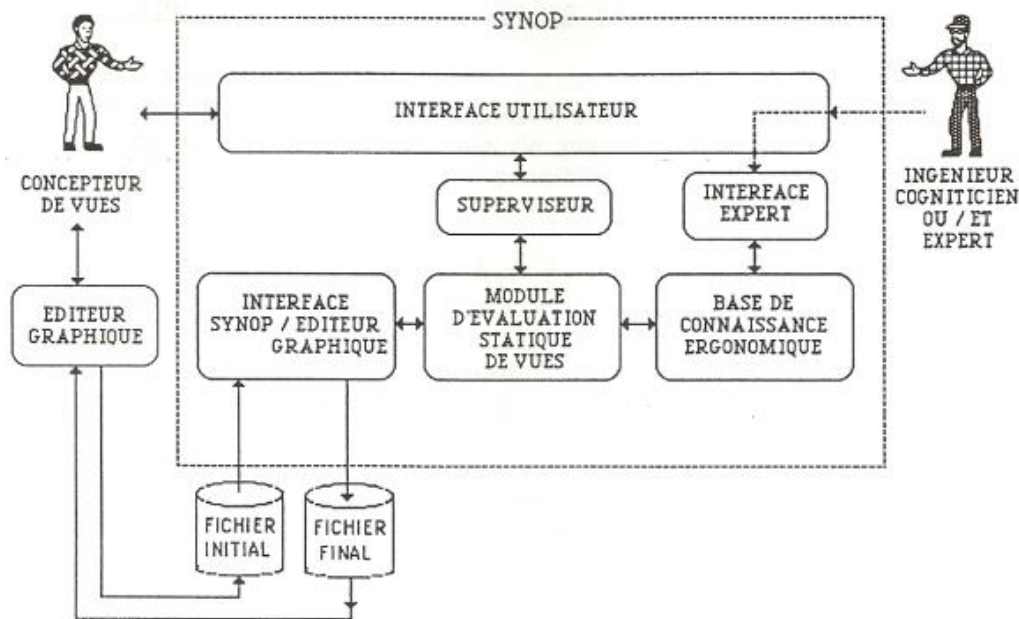 SYNOP
INTERFACE UTILISATEUR
CONCEPTEUR
DE VUES
SUPERVISEUR
INTERFACE
EXPERT
INGENIEUR
COGNITICIEN
OU / ET
EXPERT
EDITEUR
GRAPHIQUE
INTERFACE
SYNOP / EDITEUR
GRAPHIQUE
MODULE
D'EVALUATION
STATIQUE
DE VUES
BASE DE
CONNAISSANCE
ERGONOMIQUE
FICHIER
INITIAL
FICHIER
FINAL